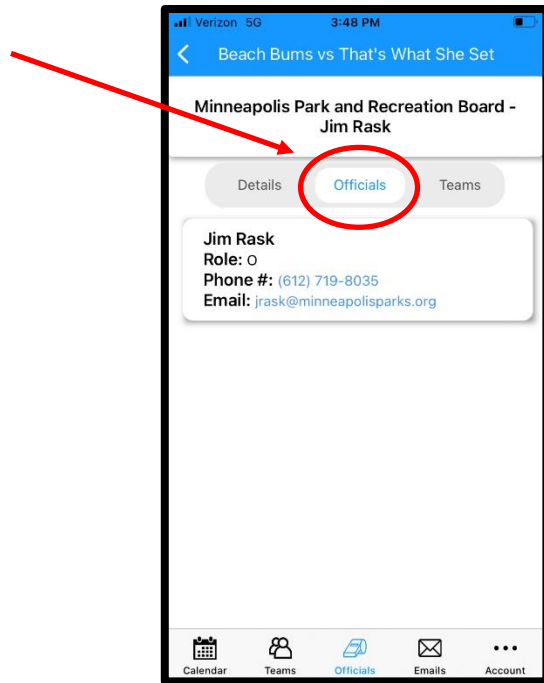 Verizon 5G 3:48 PM
Beach Bums vs That's What She Set
Minneapolis Park and Recreation Board -
Jim Rask
Details Officials Teams
Jim Rask
Role: O
Phone #: (612) 719-8035
Email: jrask@minneapolisparks.org
Calendar Teams Officials Emails Account